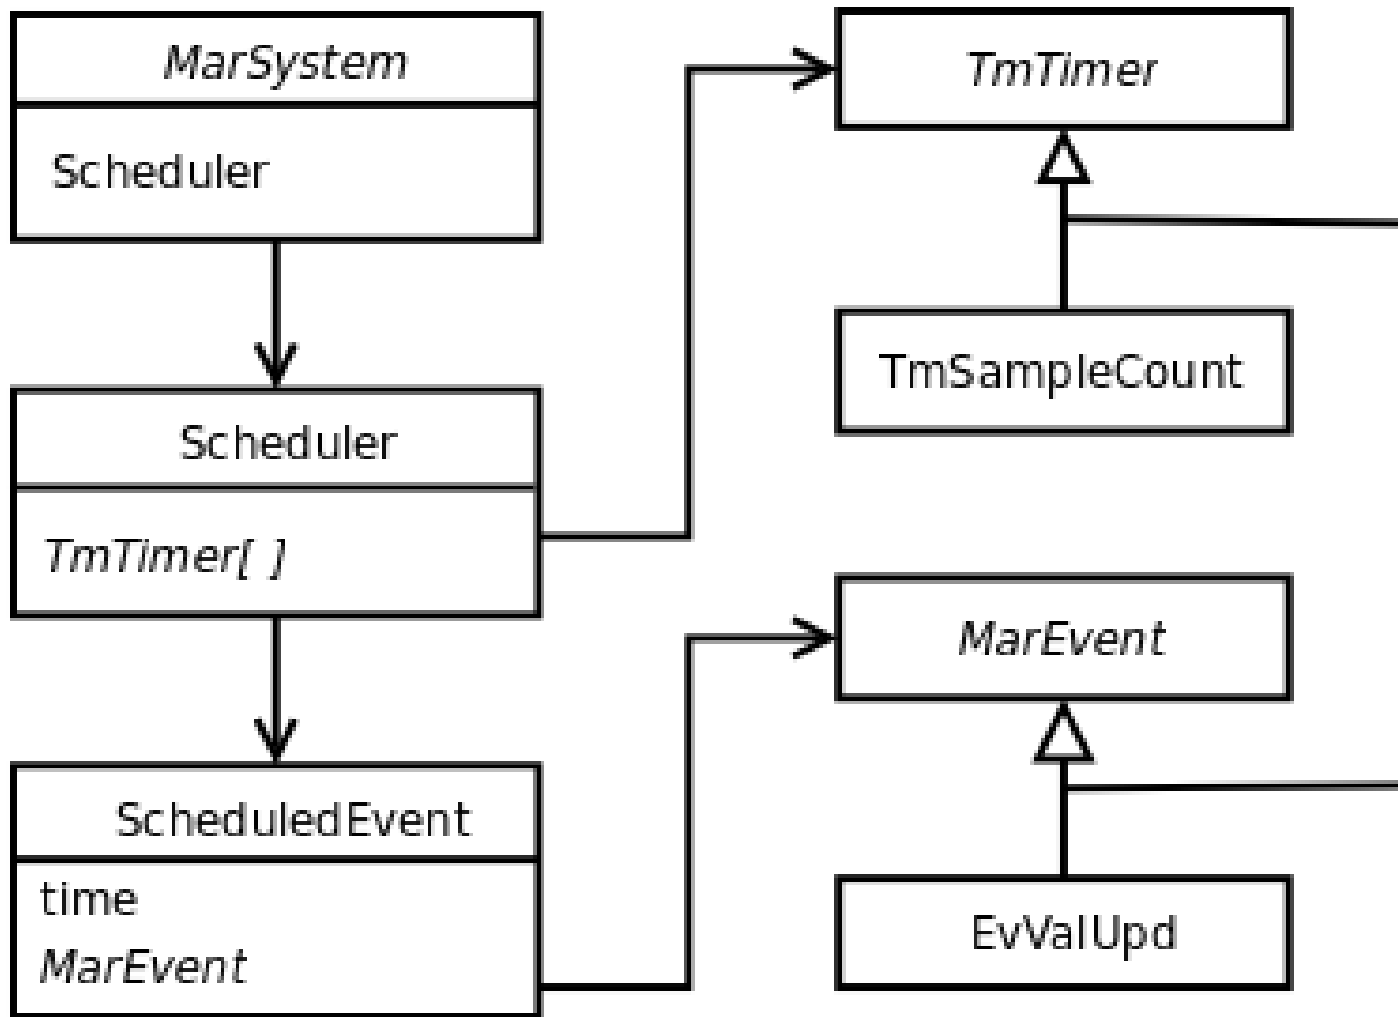 MarSystem
Scheduler
Scheduler
TmTimer[ ]
ScheduledEvent
time
MarEvent
TmTimer
TmSampleCount
MarEvent
EvValUpd